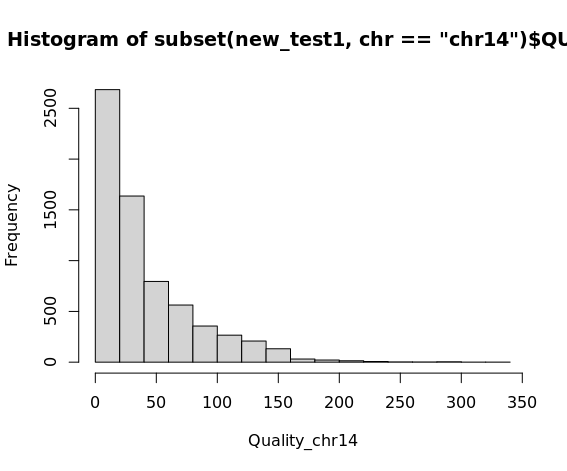 Histogram of subset(new_test1, chr == "chr14")$QU
Frequency
2500
1500
500
0
0 50 100 150 200 250 300 350
Quality_chr14